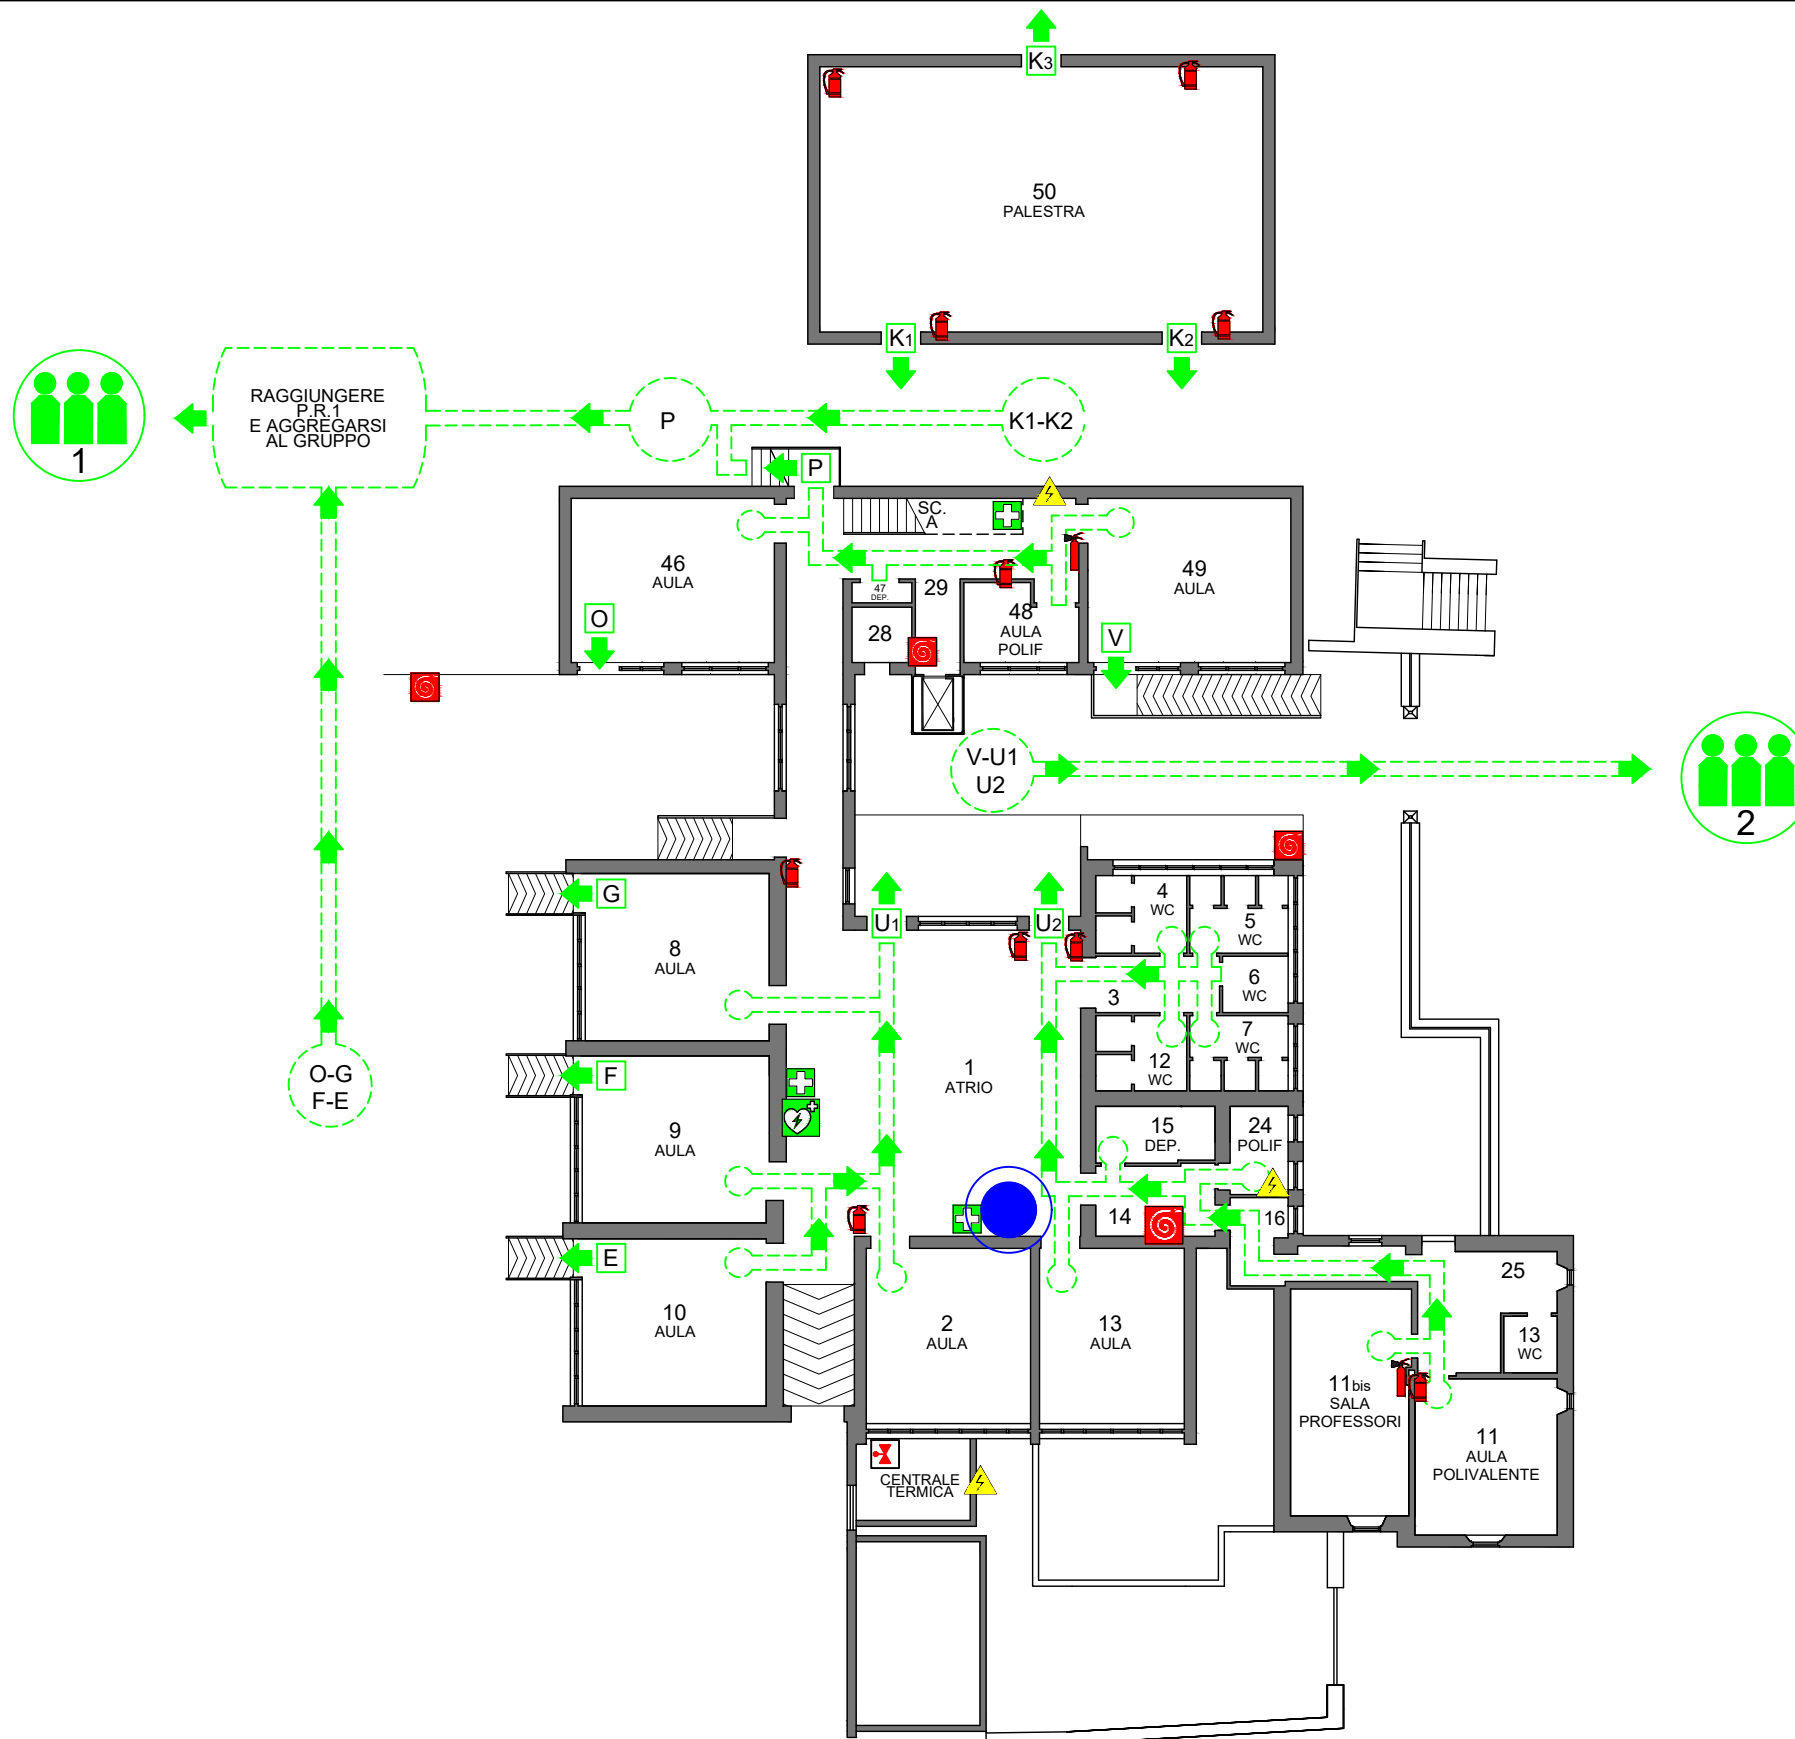 K3
50
PALESTRA
K1
K2
RAGGIUNGERE
P.R.1
E AGGREGARSI
AL GRUPPO
P
K1-K2
1
P
SC.
A
46
AULA
47
DEP.
29
49
AULA
O
28
48
AULA
POLIF
V
V-U1
U2
2
G
4
WC
U1
U2
5
WC
8
AULA
3
6
WC
7
WC
O-G
F-E
F
1
ATRIO
12
WC
9
AULA
15
DEP.
24
POLIF
14
16
E
25
10
AULA
2
AULA
13
AULA
13
WC
11bis
SALA
PROFESSORI
11
AULA
POLIVALENTE
CENTRALE
TERMICA